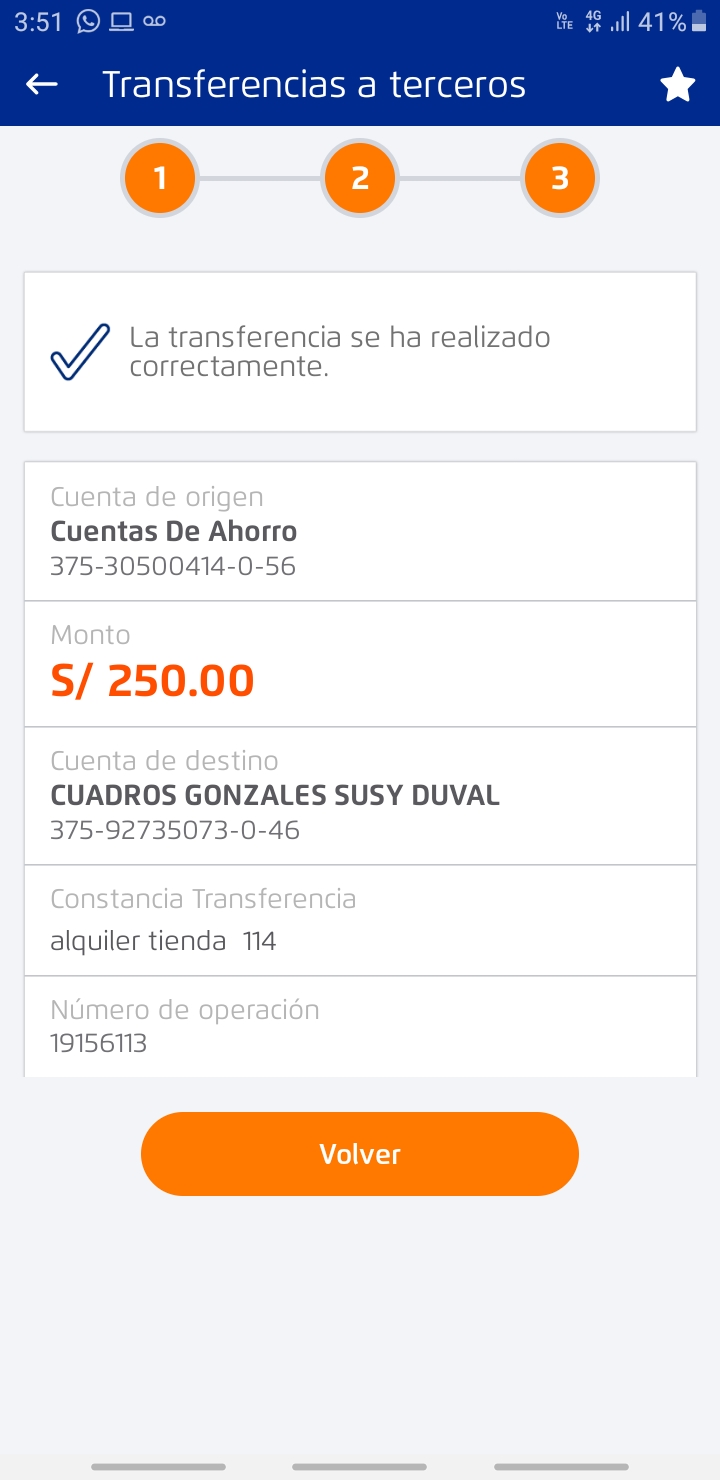 3:51 Vo LTE 4G 41%
Transferencias a terceros
1 2 3
La transferencia se ha realizado
correctamente.
Cuenta de origen
Cuentas De Ahorro
375-30500414-0-56
Monto
S/ 250.00
Cuenta de destino
CUADROS GONZALES SUSY DUVAL
375-92735073-0-46
Constancia Transferencia
alquiler tienda  114
Número de operación
19156113
Volver